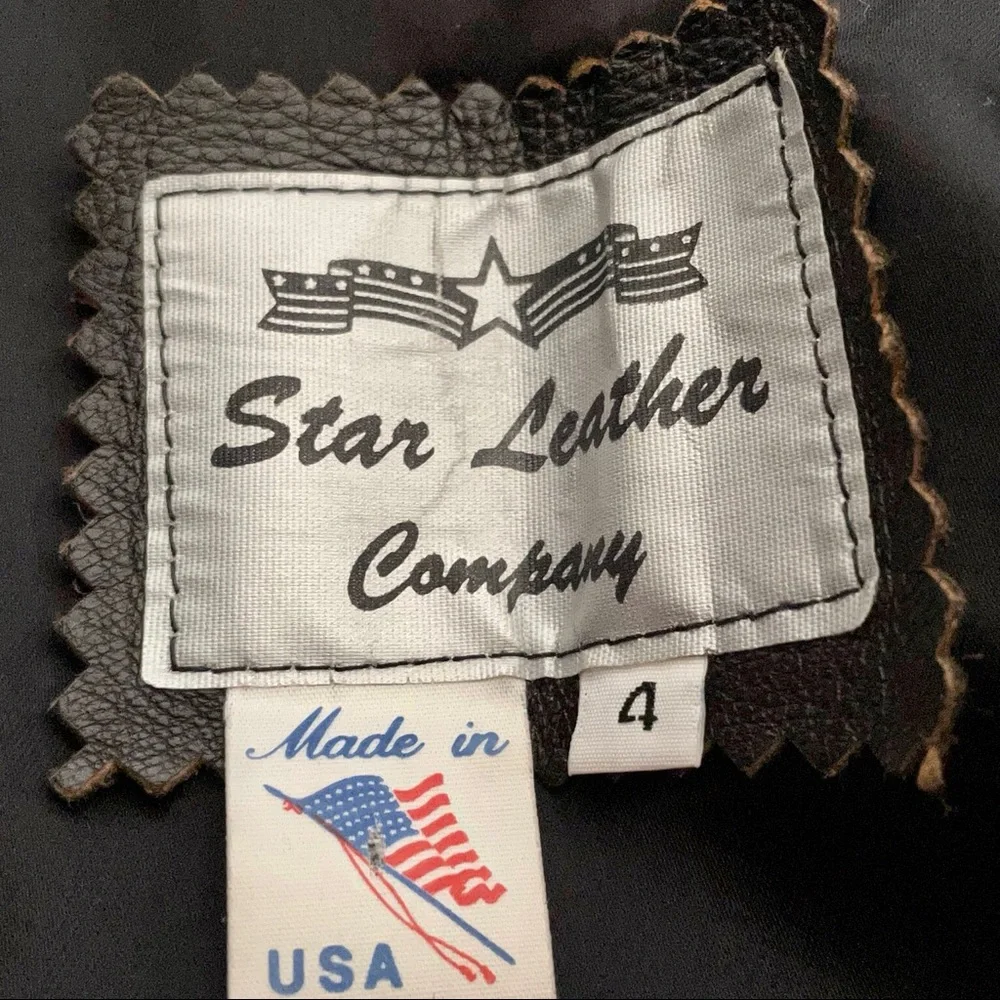 Star Leather
Company
4
Made in
USA